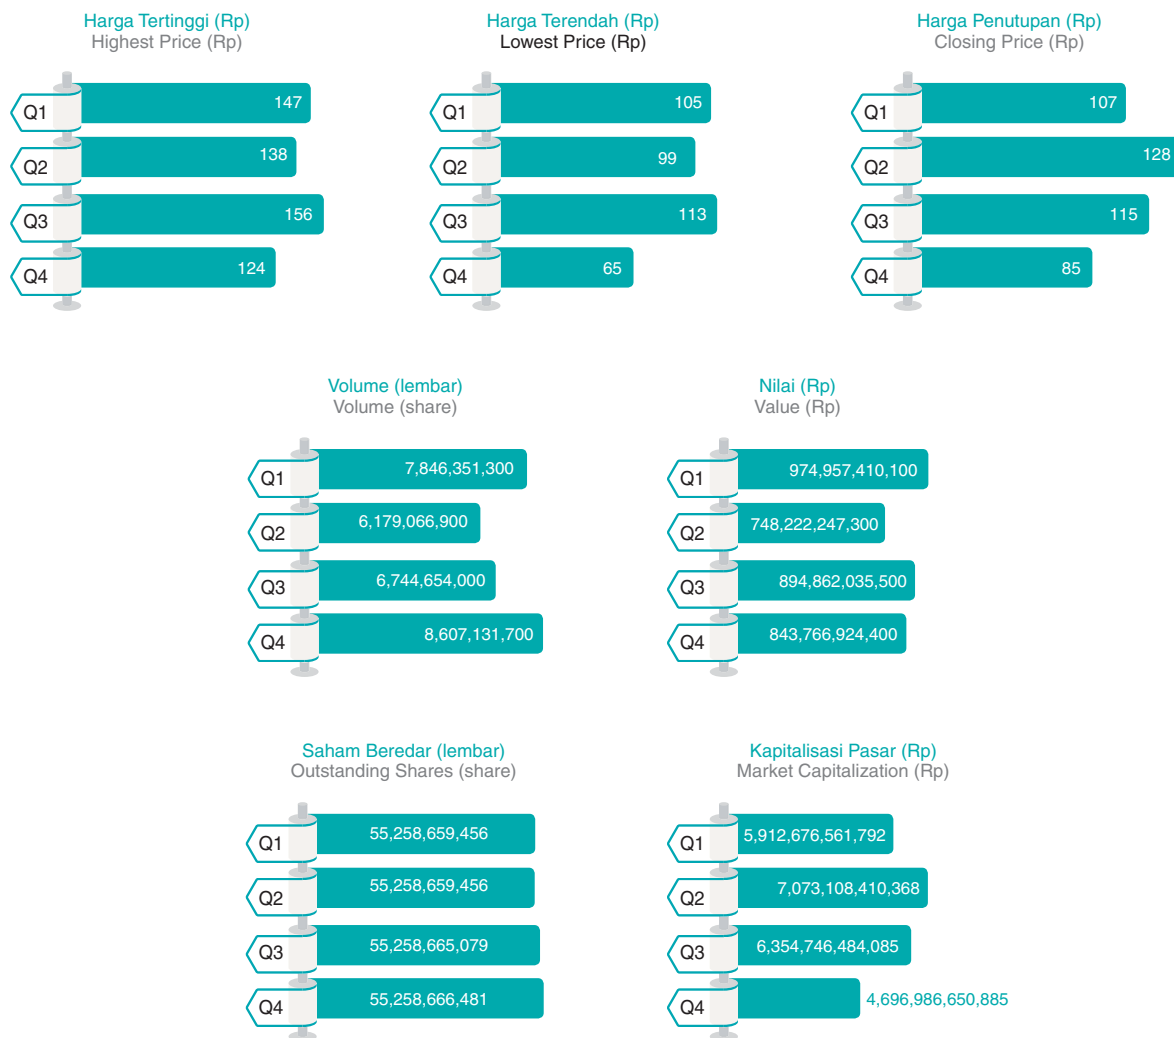 Harga Tertinggi (Rp)
Highest Price (Rp)
Q1 147
Q2 138
Q3 156
Q4 124
Harga Terendah (Rp)
Lowest Price (Rp)
Q1 105
Q2 99
Q3 113
Q4 65
Harga Penutupan (Rp)
Closing Price (Rp)
Q1 107
Q2 128
Q3 115
Q4 85
Volume (lembar)
Volume (share)
Q1 7,846,351,300
Q2 6,179,066,900
Q3 6,744,654,000
Q4 8,607,131,700
Nilai (Rp)
Value (Rp)
Q1 974,957,410,100
Q2 748,222,247,300
Q3 894,862,035,500
Q4 843,766,924,400
Saham Beredar (lembar)
Outstanding Shares (share)
Q1 55,258,659,456
Q2 55,258,659,456
Q3 55,258,665,079
Q4 55,258,666,481
Kapitalisasi Pasar (Rp)
Market Capitalization (Rp)
Q1 5,912,676,561,792
Q2 7,073,108,410,368
Q3 6,354,746,484,085
Q4 4,696,986,650,885